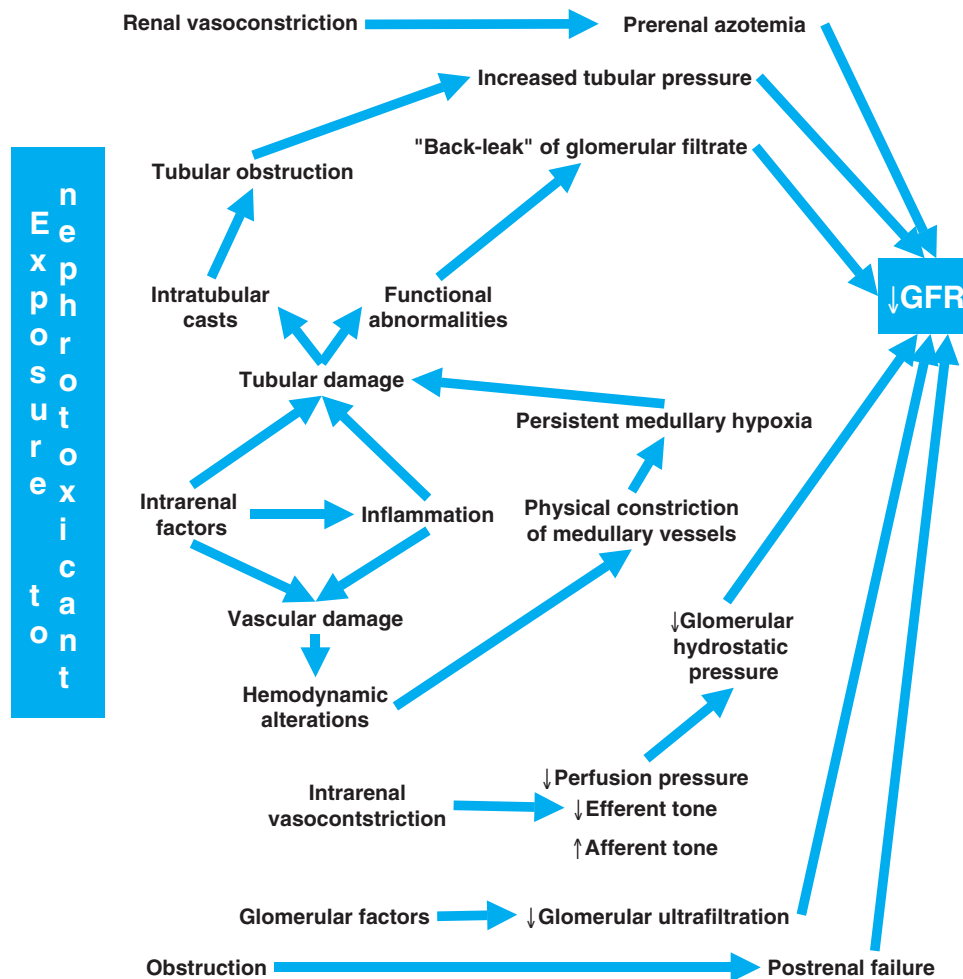 Renal vasoconstriction
Prerenal azotemia
Increased tubular pressure
"Back-leak" of glomerular filtrate
Tubular obstruction
Exposure to
nephrotoxicant
Intratubular
casts
Functional
abnormalities
↓GFR
Tubular damage
Persistent medullary hypoxia
Intrarenal
factors
Inflammation
Physical constriction
of medullary vessels
Vascular damage
↓Glomerular
hydrostatic
pressure
Hemodynamic
alterations
Intrarenal
vasocontstriction
↓Perfusion pressure
↓Efferent tone
↑Afferent tone
Glomerular factors
↓Glomerular ultrafiltration
Obstruction
Postrenal failure